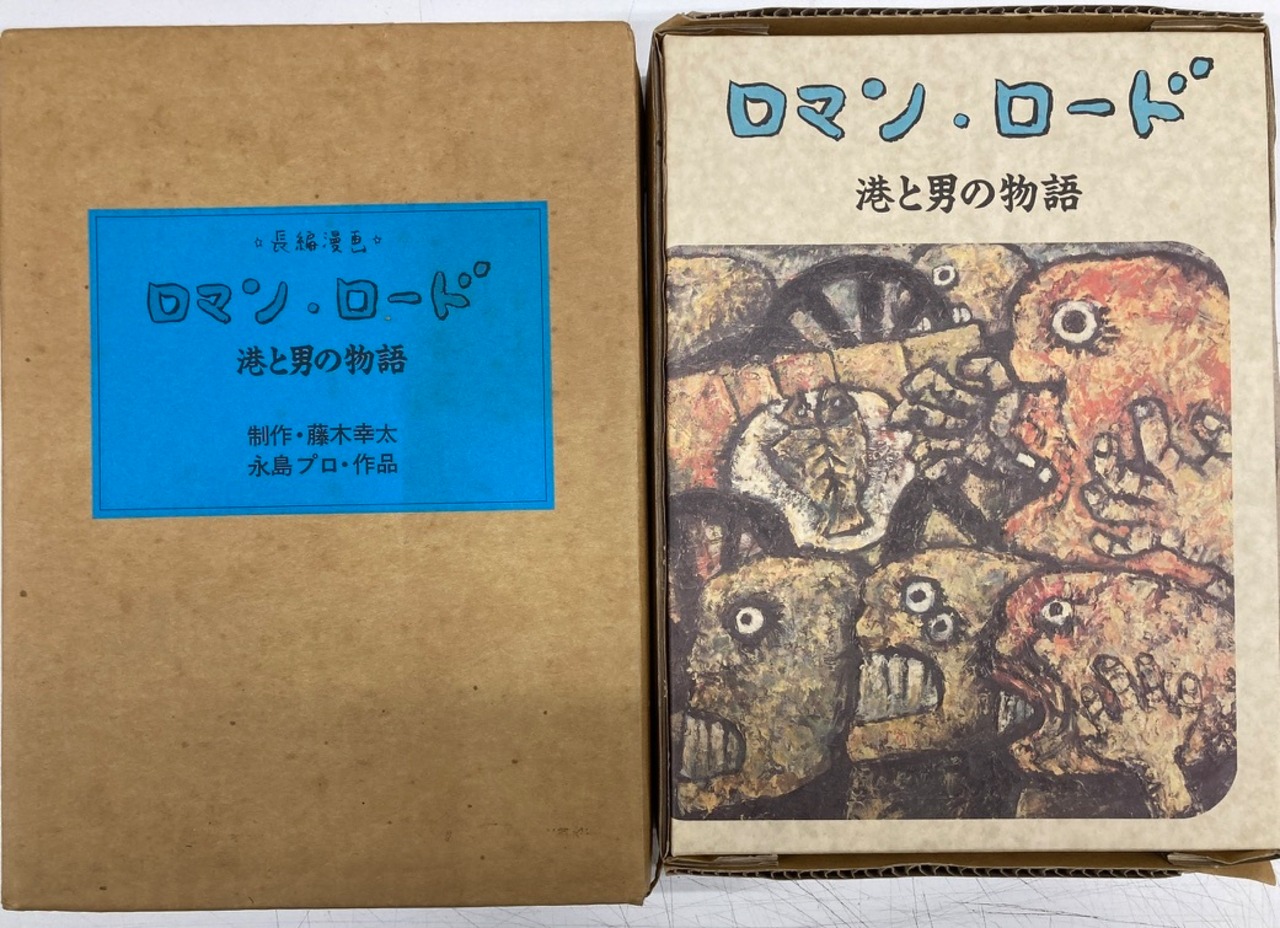 ☆長編漫画☆
ロマン・ロード
港と男の物語
制作・藤木幸太
永島プロ・作品
ロマン・ロード
港と男の物語